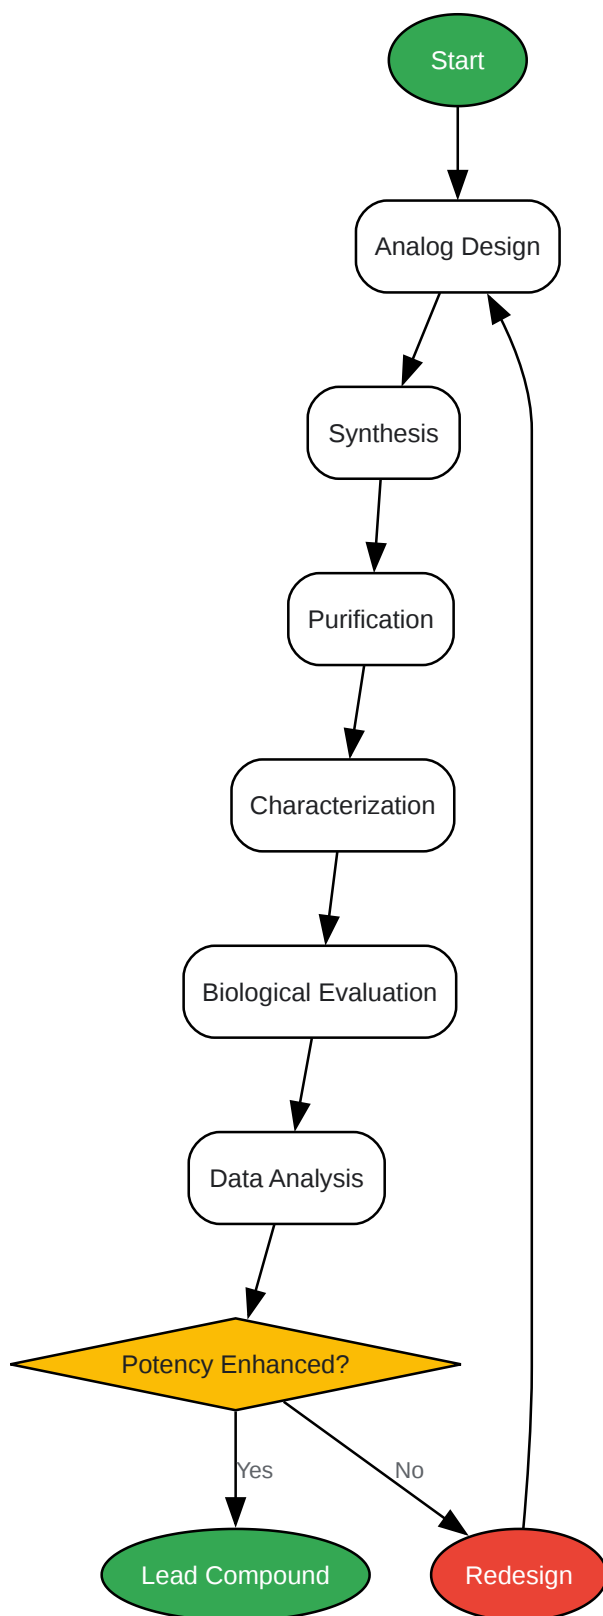 Start
Analog Design
Synthesis
Purification
Characterization
Biological Evaluation
Data Analysis
Potency Enhanced?
Yes
No
Lead Compound
Redesign